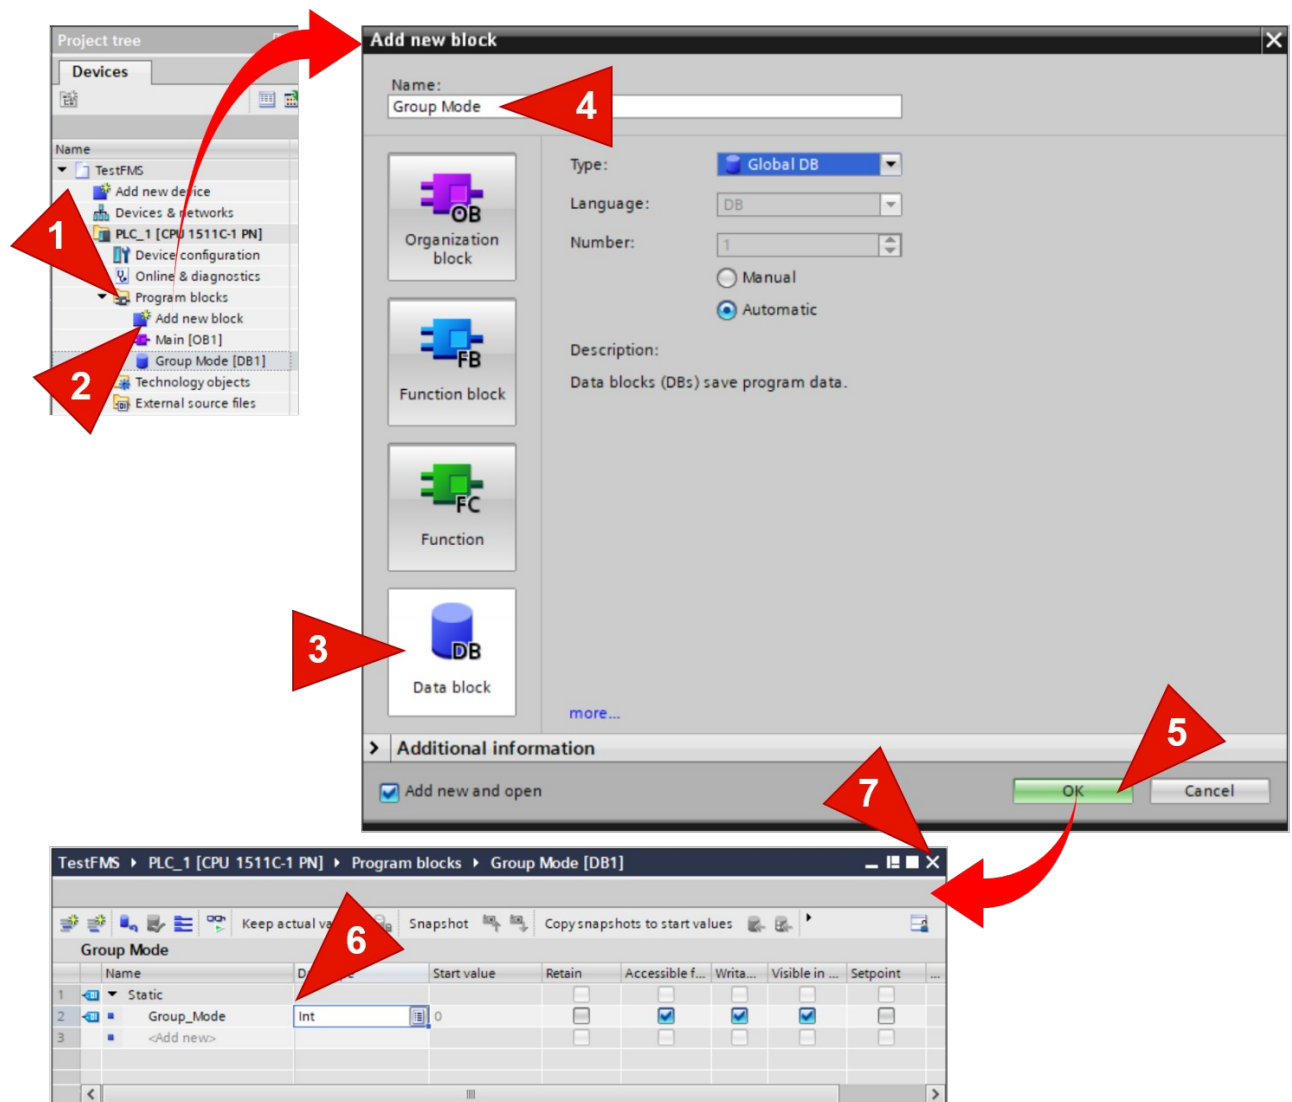 Project tree
Devices
Name
TestFMS
Add new device
Devices & networks
PLC_1 [CPU 1511C-1 PN]
Device configuration
Online & diagnostics
Program blocks
Add new block
Main [OB1]
Group Mode [DB1]
Technology objects
External source files
1
2
Add new block
Name:
Group Mode
4
OB
Organization
block
FB
Function block
FC
Function
3
DB
Data block
Type:
Global DB
Language:
DB
Number:
1
Manual
Automatic
Description:
Data blocks (DBs) save program data.
more...
Additional information
Add new and open
5
7
OK
Cancel
TestFMS PLC_1 [CPU 1511C-1 PN] Program blocks Group Mode [DB1]
Keep actual Snapshot Copy snapshots to start values
6
Group Mode
Name Start value Retain Accessible f... Writa... Visible in ... Setpoint ...
1 Static
2 Group_Mode Int 0
3 <Add new>